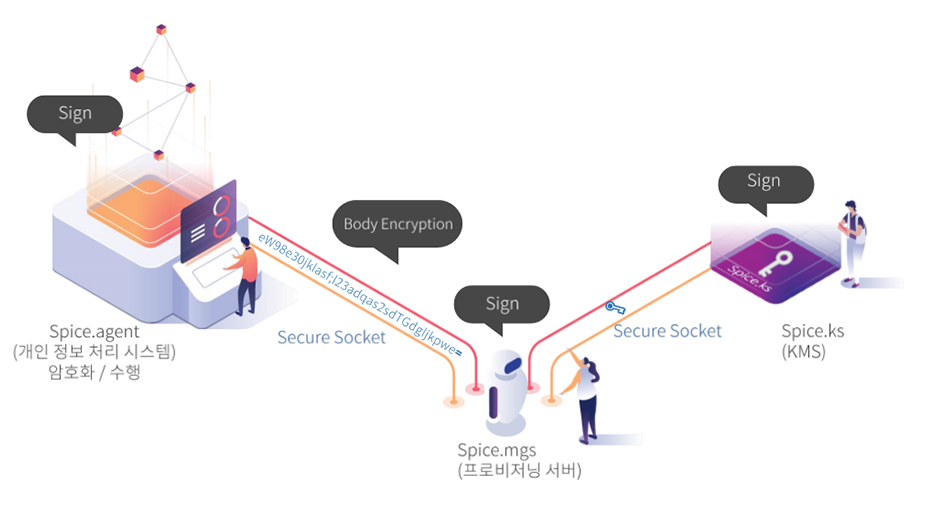 Sign
Body Encryption
Sign
Sign
eW98e30jklasf;l23adqas2sdTGdgljkpwe=
Secure Socket
Secure Socket
Spice.ks
Spice.agent
(개인 정보 처리 시스템)
암호화 / 수행
Spice.ks
(KMS)
Spice.mgs
(프로비저닝 서버)